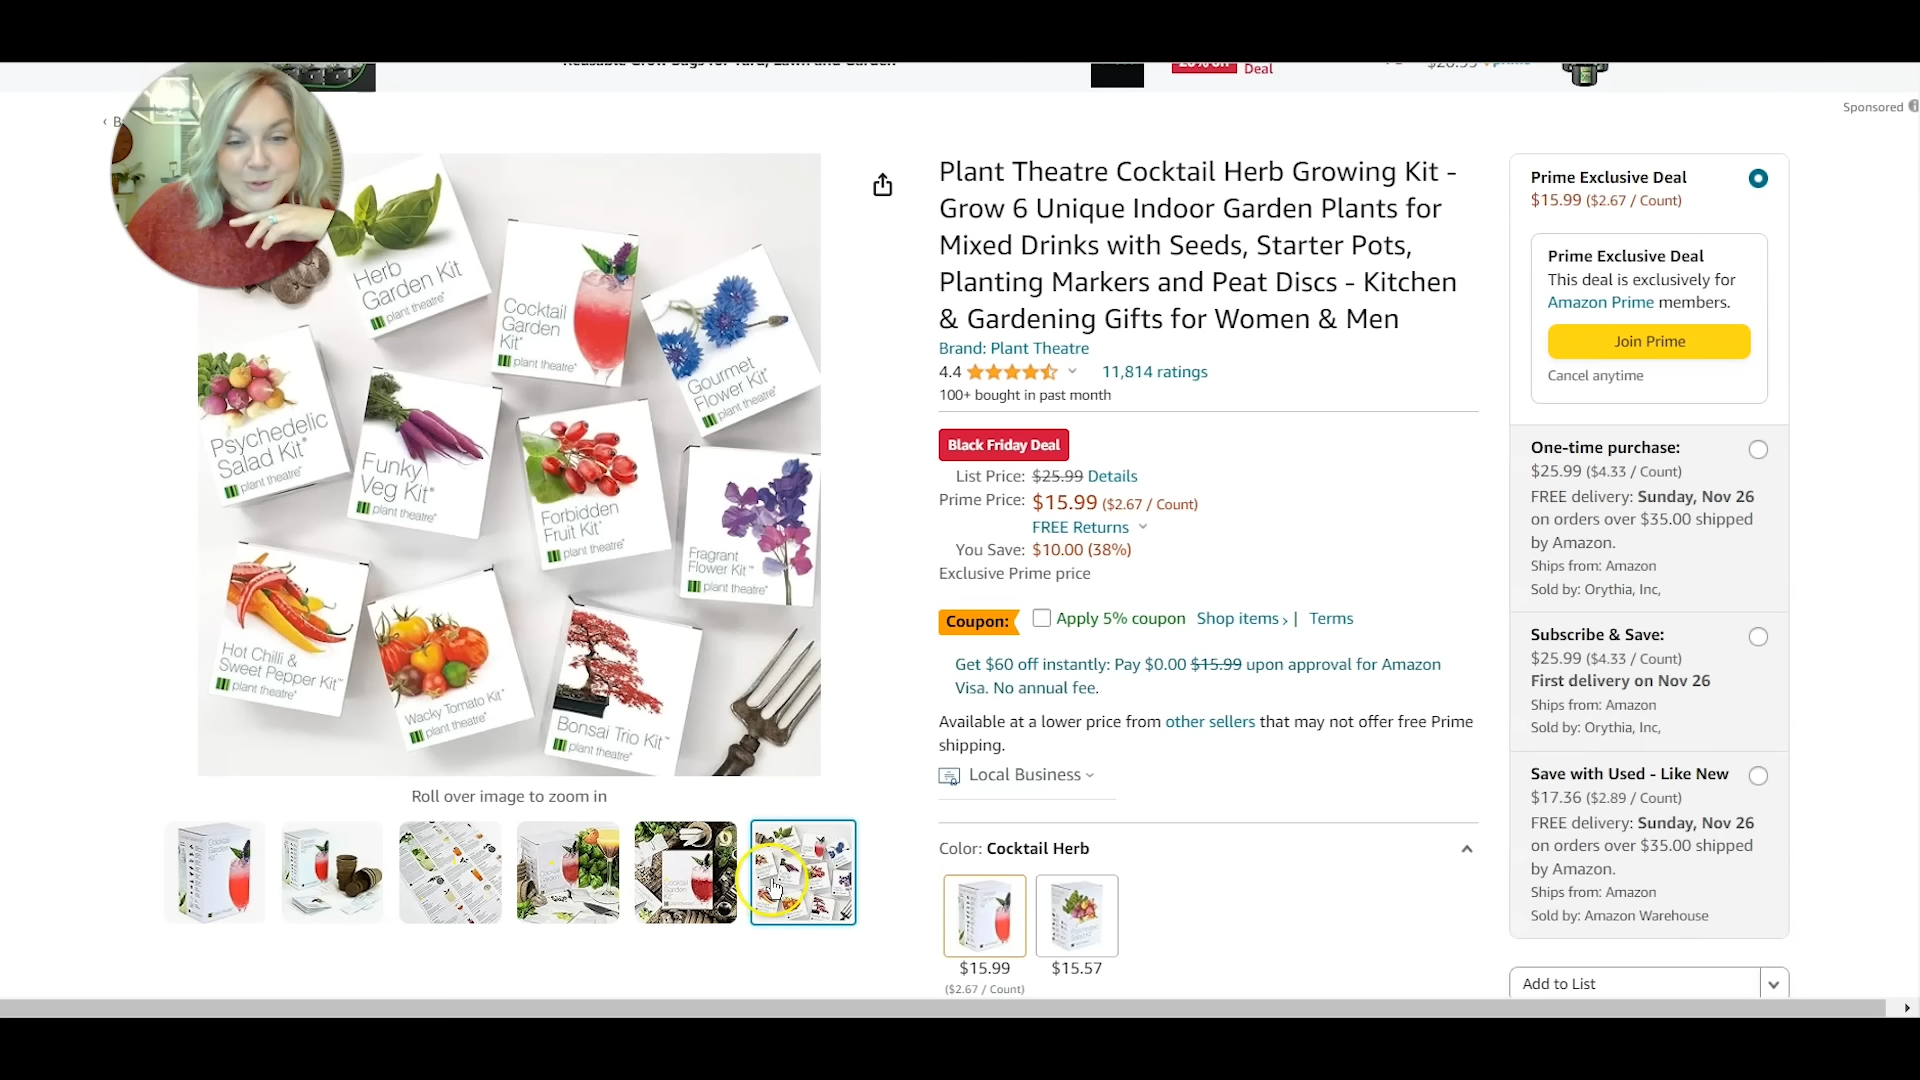 Deal
Sponsored
‹ B
Herb
Garden Kit
plant theatre®
Cocktail
Garden
Kit®
plant theatre®
Gourmet
Flower Kit®
plant theatre®
Psychedelic
Salad Kit®
plant theatre®
Funky
Veg Kit®
plant theatre®
Forbidden
Fruit Kit®
plant theatre®
Fragrant
Flower Kit™
plant theatre®
Hot Chilli &
Sweet Pepper Kit™
plant theatre®
Wacky Tomato Kit®
plant theatre®
Bonsai Trio Kit™
plant theatre®
Roll over image to zoom in
Plant Theatre Cocktail Herb Growing Kit -
Grow 6 Unique Indoor Garden Plants for
Mixed Drinks with Seeds, Starter Pots,
Planting Markers and Peat Discs - Kitchen
& Gardening Gifts for Women & Men
Brand: Plant Theatre
4.4 11,814 ratings
100+ bought in past month
Black Friday Deal
List Price: $25.99 Details
Prime Price: $15.99 ($2.67 / Count)
FREE Returns
You Save: $10.00 (38%)
Exclusive Prime price
Coupon: Apply 5% coupon Shop items › | Terms
Get $60 off instantly: Pay $0.00 $15.99 upon approval for Amazon
Visa. No annual fee.
Available at a lower price from other sellers that may not offer free Prime
shipping.
Local Business
Color: Cocktail Herb
$15.99 $15.57
($2.67 / Count)
Prime Exclusive Deal
$15.99 ($2.67 / Count)
Prime Exclusive Deal
This deal is exclusively for
Amazon Prime members.
Join Prime
Cancel anytime
One-time purchase:
$25.99 ($4.33 / Count)
FREE delivery: Sunday, Nov 26
on orders over $35.00 shipped
by Amazon.
Ships from: Amazon
Sold by: Orythia, Inc,
Subscribe & Save:
$25.99 ($4.33 / Count)
First delivery on Nov 26
Ships from: Amazon
Sold by: Orythia, Inc,
Save with Used - Like New
$17.36 ($2.89 / Count)
FREE delivery: Sunday, Nov 26
on orders over $35.00 shipped
by Amazon.
Ships from: Amazon
Sold by: Amazon Warehouse
Add to List